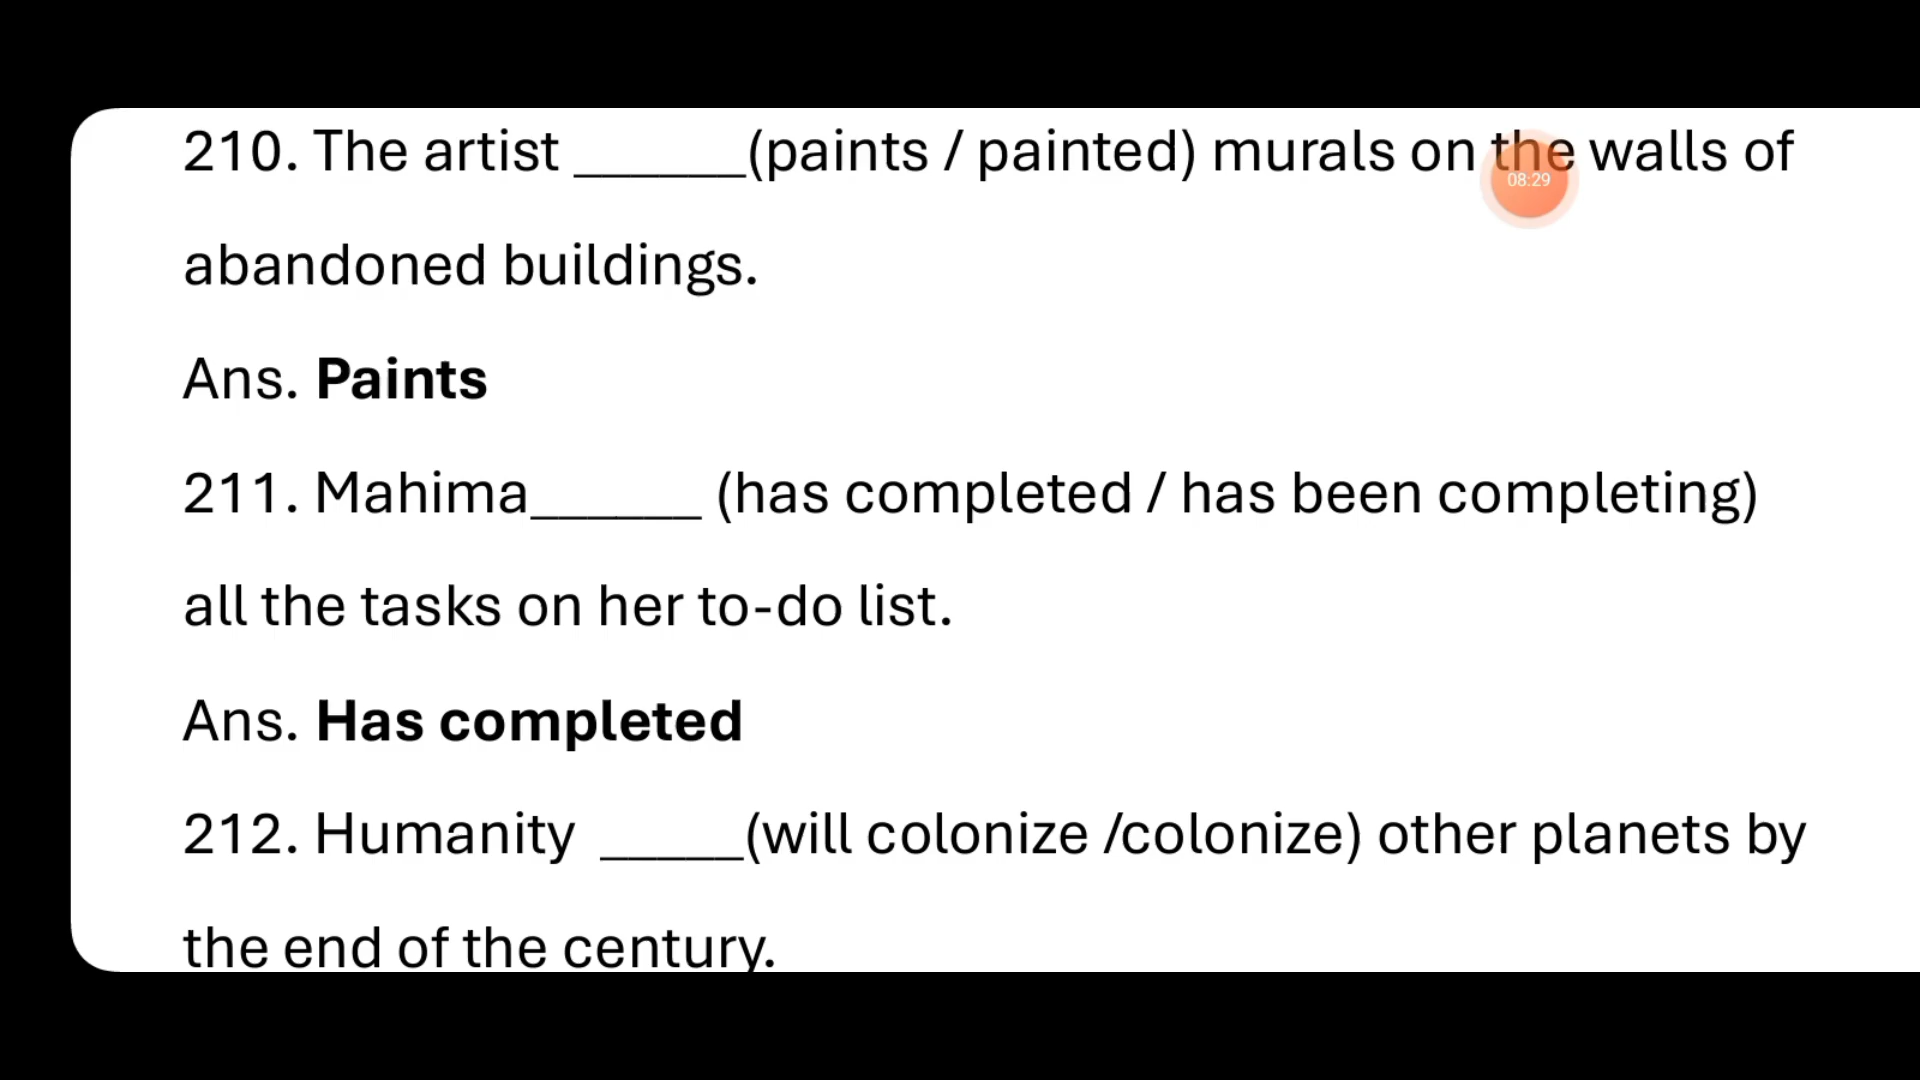 210. The artist ______(paints / painted) murals on the walls of
abandoned buildings.
Ans. Paints
211. Mahima______ (has completed / has been completing)
all the tasks on her to-do list.
Ans. Has completed
212. Humanity _____(will colonize /colonize) other planets by
the end of the century.
08:29